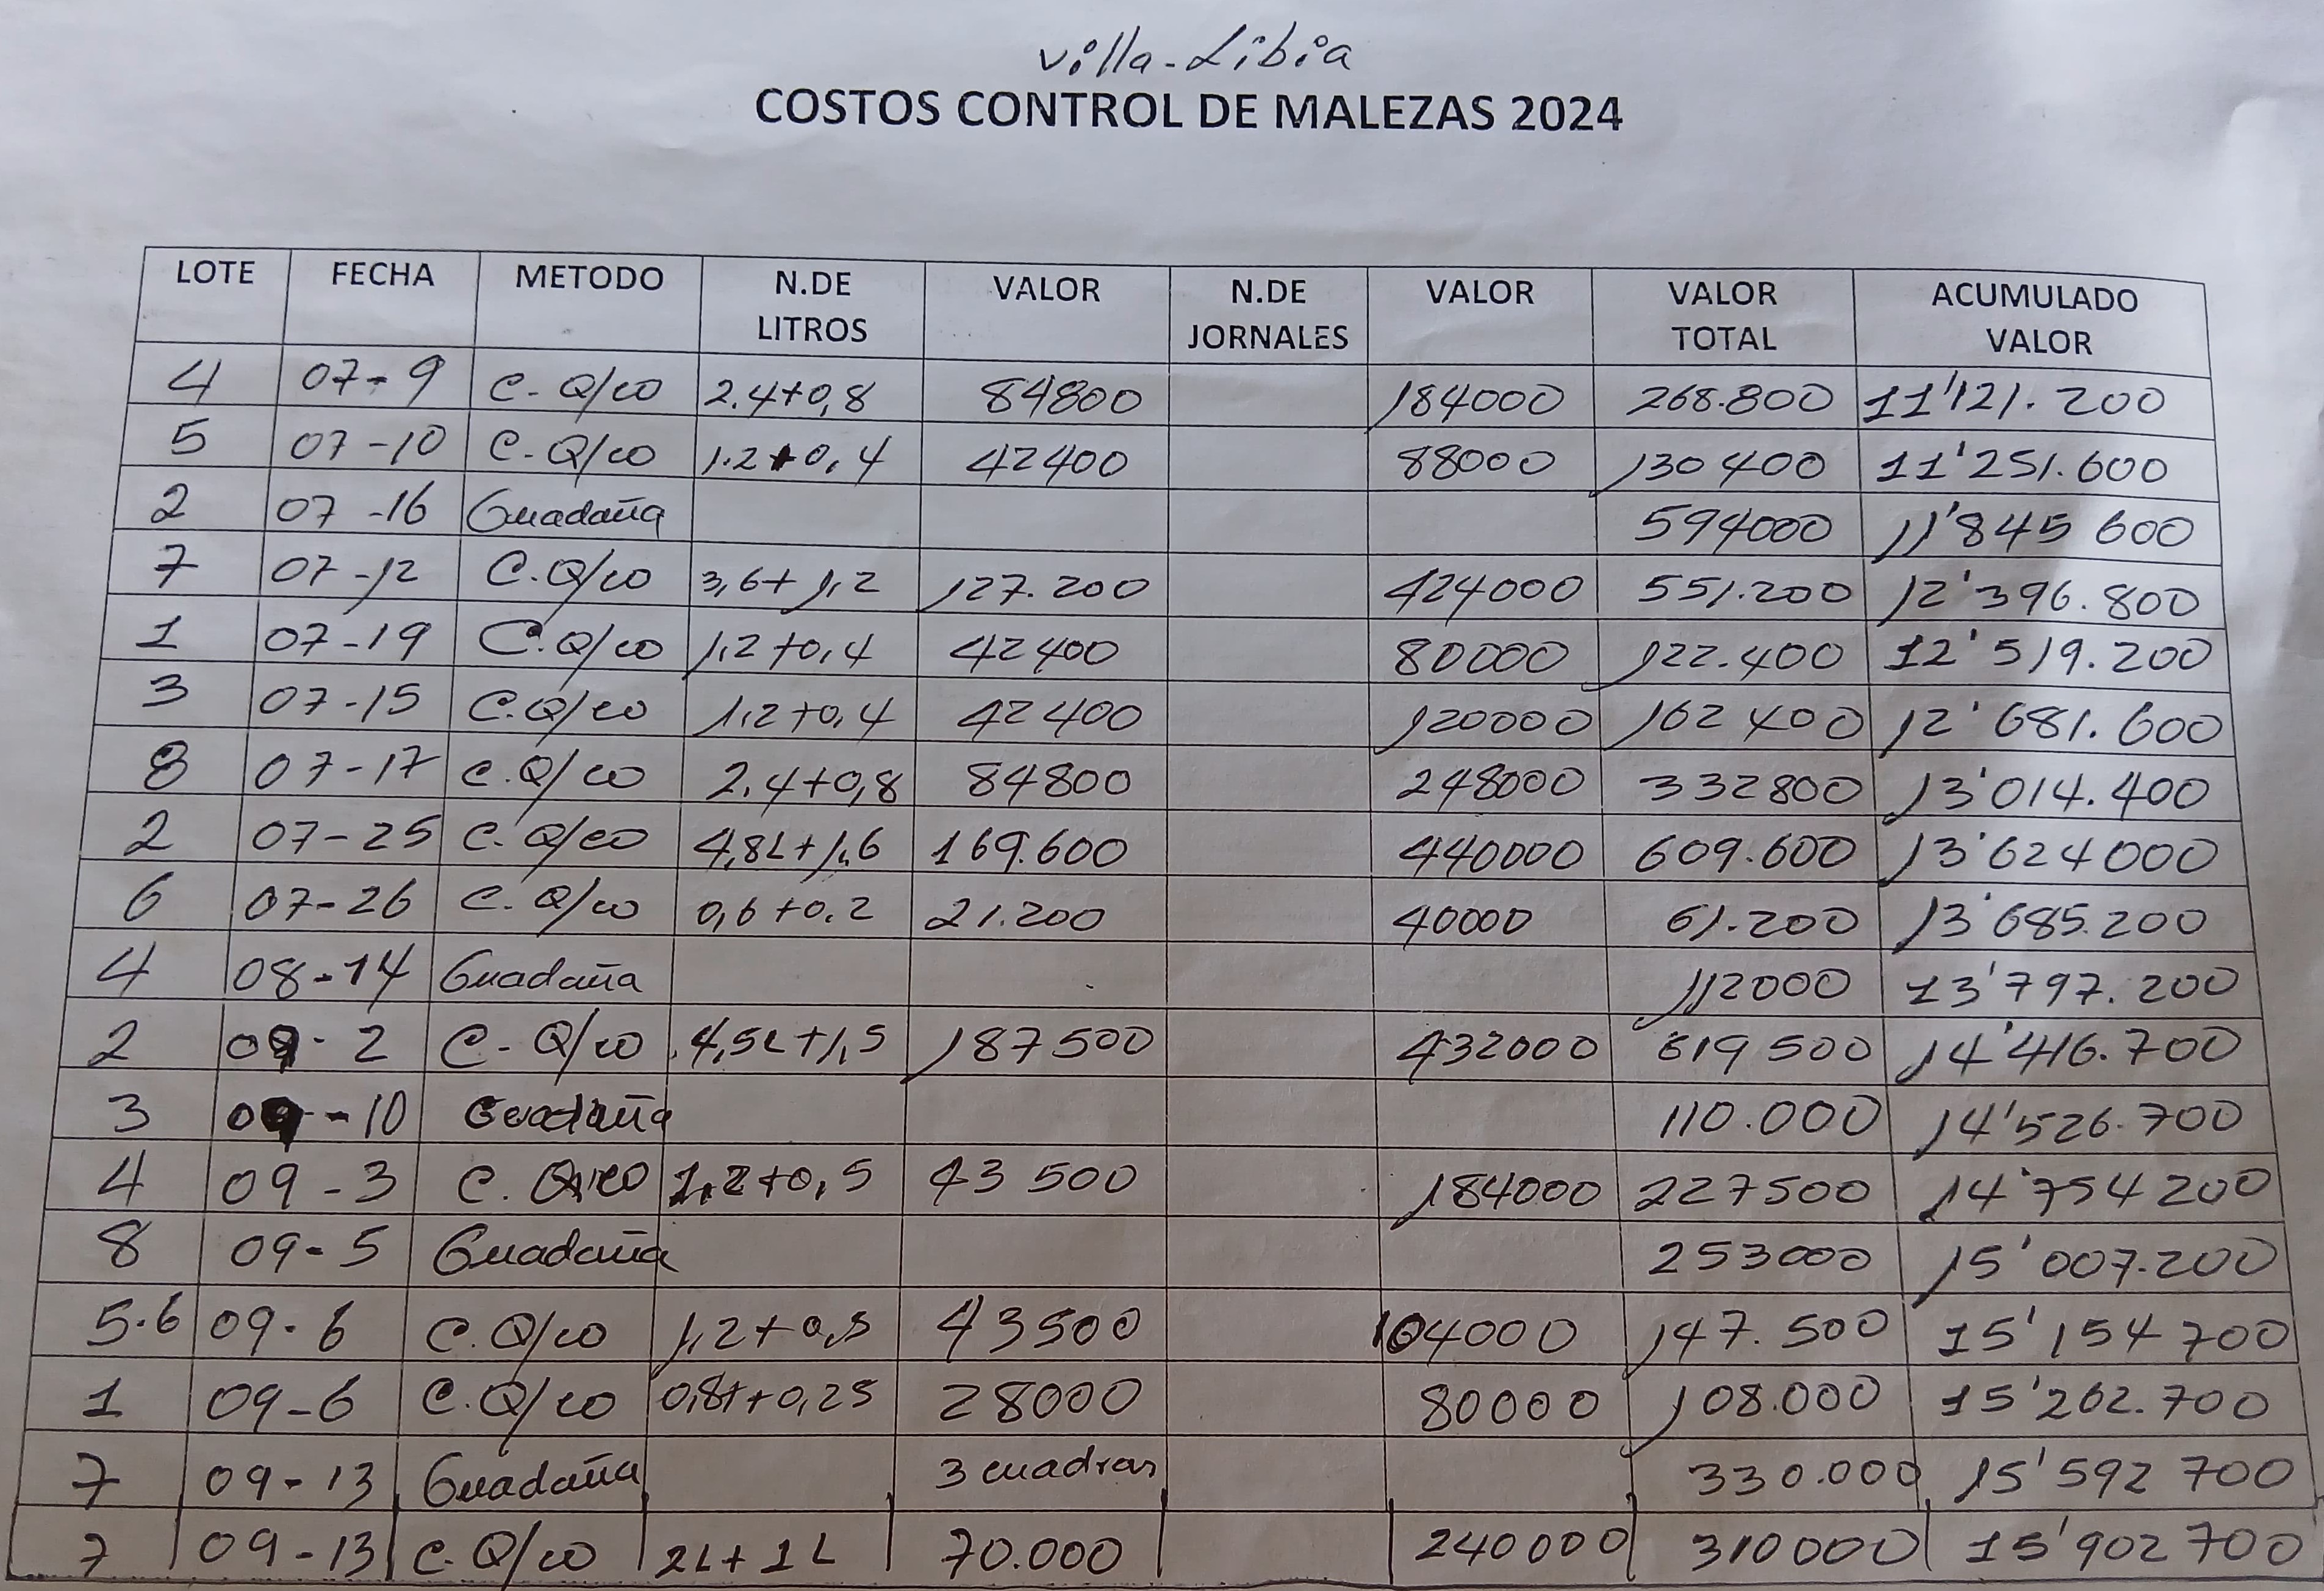 Villa-Libia
COSTOS CONTROL DE MALEZAS 2024
LOTE FECHA METODO N.DE LITROS VALOR N.DE JORNALES VALOR VALOR TOTAL ACUMULADO VALOR
4 07-9 C-Q/co 2.4+0,8 84800 184000 268.800 11'121.200
5 07-10 C-Q/co 1.2+0,4 42400 88000 130400 11'251.600
2 07-16 Guadaña 594000 11'845 600
7 07-12 C.Q/co 3,6+1,2 127.200 424000 551.200 12'396.800
1 07-19 C.Q/co 1,2+0,4 42400 80000 122.400 12'519.200
3 07-15 C.Q/co 1,2+0,4 42400 120000 162400 12'681.600
8 07-17 C.Q/co 2,4+0,8 84800 248000 332800 13'014.400
2 07-25 C.Q/co 4,8L+1,6 169.600 440000 609.600 13'624000
6 07-26 C.Q/co 0,6+0,2 21.200 40000 61.200 13'685.200
4 08-14 Guadaña 112000 13'797.200
2 09-2 C-Q/co 4,5L+1,5 187500 432000 619500 14'416.700
3 09-10 Guadaña 110.000 14'526.700
4 09-3 C.Q/co 1,2+0,5 43500 184000 227500 14'754200
8 09-5 Guadaña 253000 15'007.200
5.6 09-6 C.Q/co 1,2+0,5 43500 104000 147.500 15'154700
1 09-6 C.Q/co 0,8L+0,25 28000 80000 108.000 15'262.700
7 09-13 Guadaña 3 cuadras 330.000 15'592 700
7 09-13 C.Q/co 2L+1L 70.000 240000 310000 15'902700